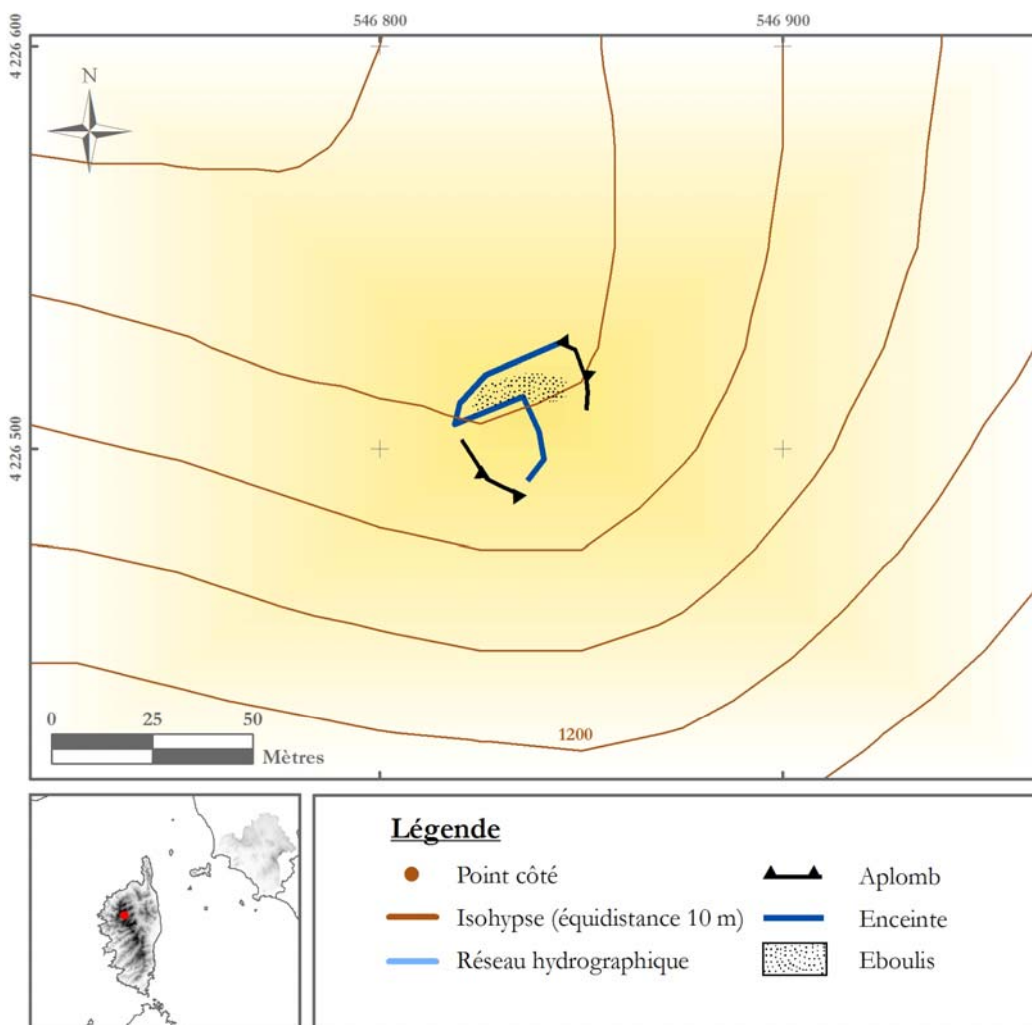 546 800
546 900
4 226 600
N
4 226 500
1200
0
25
50
Mètres
Légende
Point côté
Isohypse (équidistance 10 m)
Réseau hydrographique
Aplomb
Enceinte
Eboulis